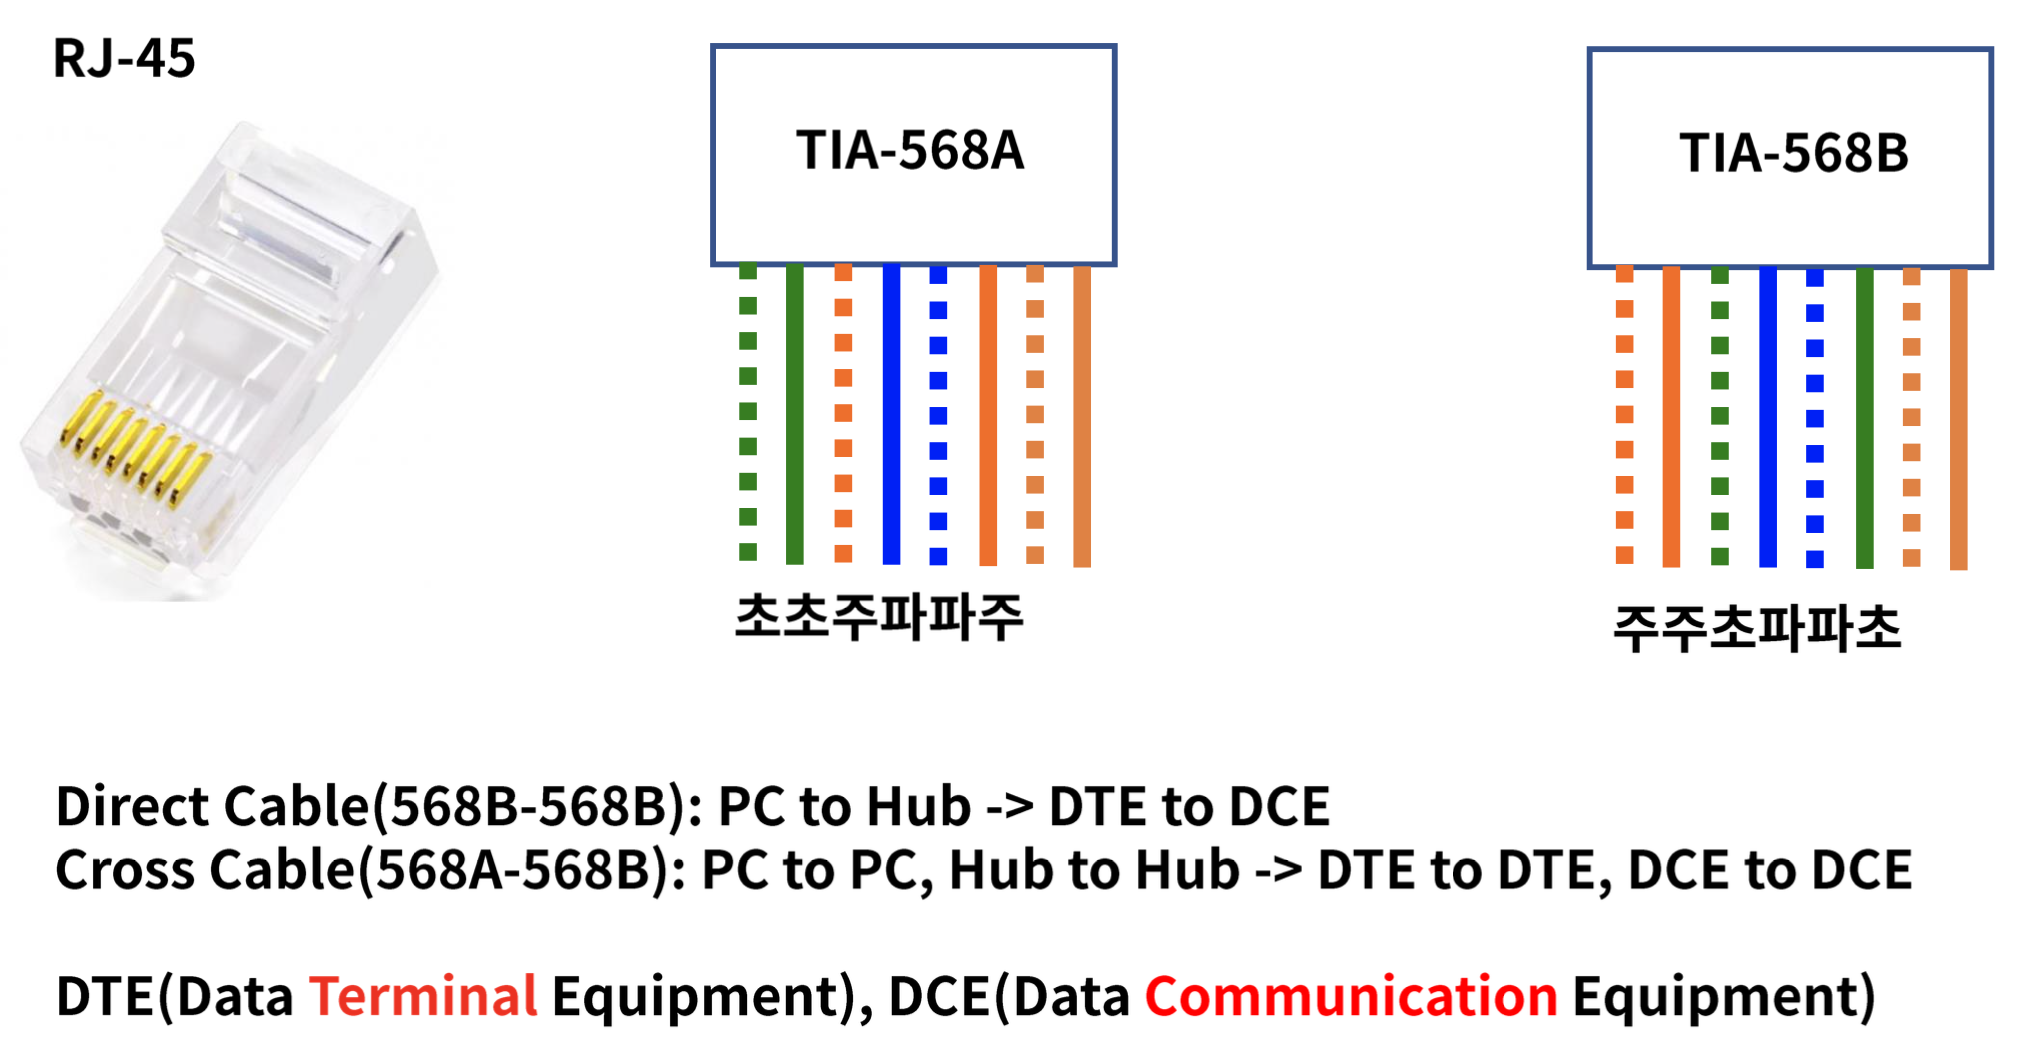 RJ-45
TIA-568A
TIA-568B
초초주파파주
주주초파파초
Direct Cable(568B-568B): PC to Hub -> DTE to DCE
Cross Cable(568A-568B): PC to PC, Hub to Hub -> DTE to DTE, DCE to DCE
DTE(Data Terminal Equipment), DCE(Data Communication Equipment)